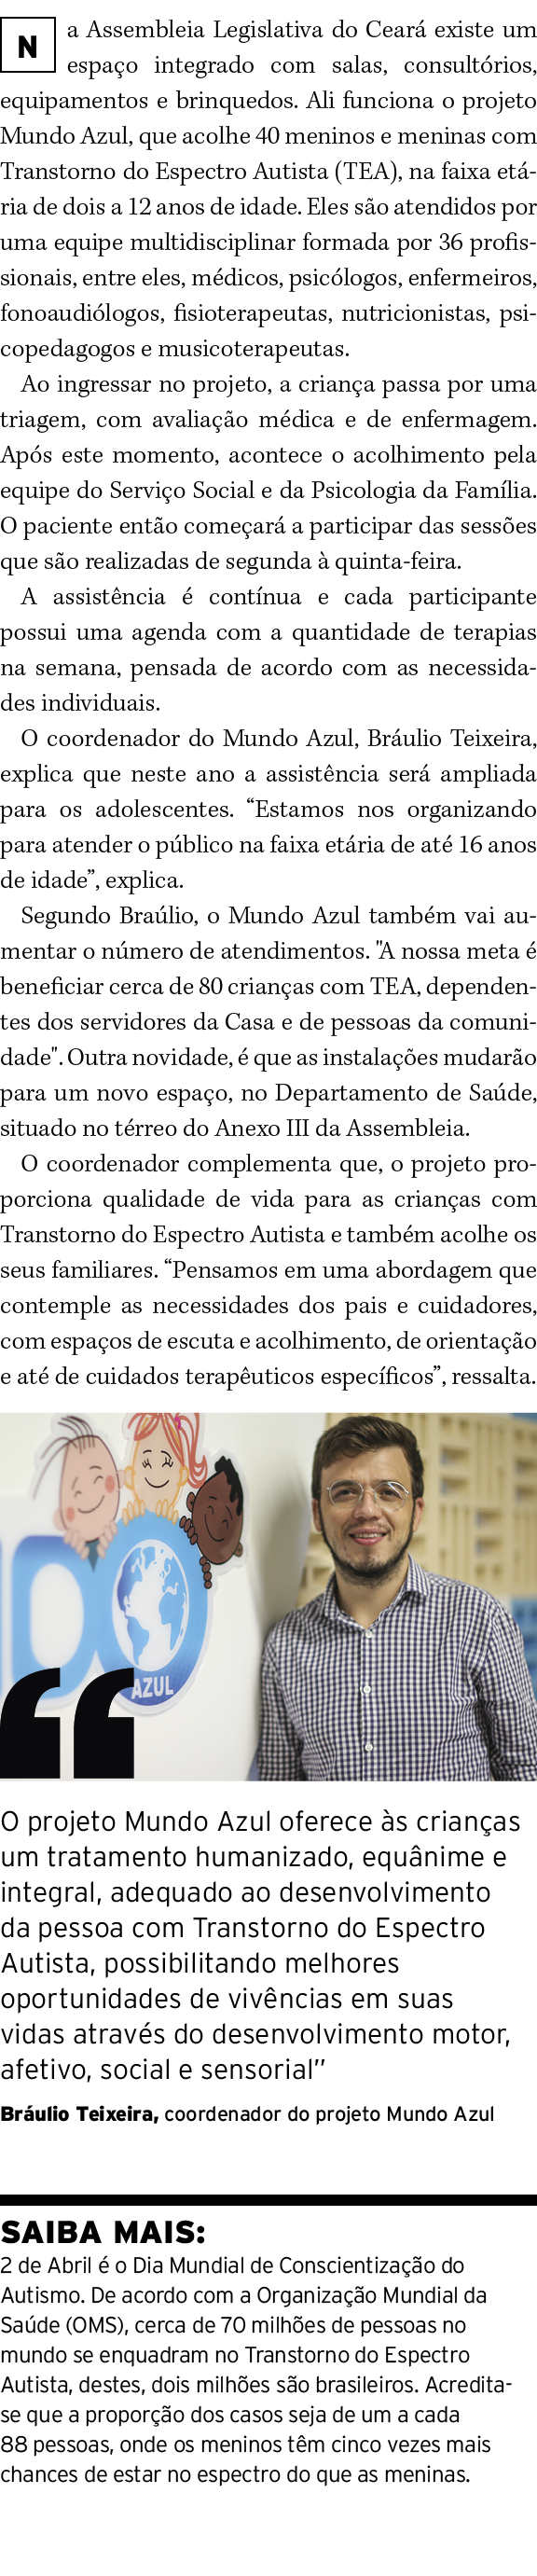 Na Assembleia Legislativa do Ceará existe um
espaço integrado com salas, consultórios,
equipamentos e brinquedos. Ali funciona o projeto
Mundo Azul, que acolhe 40 meninos e meninas com
Transtorno do Espectro Autista (TEA), na faixa etá-
ria de dois a 12 anos de idade. Eles são atendidos por
uma equipe multidisciplinar formada por 36 profis-
sionais, entre eles, médicos, psicólogos, enfermeiros,
fonoaudiólogos, fisioterapeutas, nutricionistas, psi-
copedagogos e musicoterapeutas.
Ao ingressar no projeto, a criança passa por uma
triagem, com avaliação médica e de enfermagem.
Após este momento, acontece o acolhimento pela
equipe do Serviço Social e da Psicologia da Família.
O paciente então começará a participar das sessões
que são realizadas de segunda à quinta-feira.
A assistência é contínua e cada participante
possui uma agenda com a quantidade de terapias
na semana, pensada de acordo com as necessida-
des individuais.
O coordenador do Mundo Azul, Bráulio Teixeira,
explica que neste ano a assistência será ampliada
para os adolescentes. “Estamos nos organizando
para atender o público na faixa etária de até 16 anos
de idade”, explica.
Segundo Braúlio, o Mundo Azul também vai au-
mentar o número de atendimentos. "A nossa meta é
beneficiar cerca de 80 crianças com TEA, dependen-
tes dos servidores da Casa e de pessoas da comuni-
dade". Outra novidade, é que as instalações mudarão
para um novo espaço, no Departamento de Saúde,
situado no térreo do Anexo III da Assembleia.
O coordenador complementa que, o projeto pro-
porciona qualidade de vida para as crianças com
Transtorno do Espectro Autista e também acolhe os
seus familiares. “Pensamos em uma abordagem que
contemple as necessidades dos pais e cuidadores,
com espaços de escuta e acolhimento, de orientação
e até de cuidados terapêuticos específicos”, ressalta.
DO
AZUL
“
O projeto Mundo Azul oferece às crianças
um tratamento humanizado, equânime e
integral, adequado ao desenvolvimento
da pessoa com Transtorno do Espectro
Autista, possibilitando melhores
oportunidades de vivências em suas
vidas através do desenvolvimento motor,
afetivo, social e sensorial”
Bráulio Teixeira, coordenador do projeto Mundo Azul
SAIBA MAIS:
2 de Abril é o Dia Mundial de Conscientização do
Autismo. De acordo com a Organização Mundial da
Saúde (OMS), cerca de 70 milhões de pessoas no
mundo se enquadram no Transtorno do Espectro
Autista, destes, dois milhões são brasileiros. Acredita-
se que a proporção dos casos seja de um a cada
88 pessoas, onde os meninos têm cinco vezes mais
chances de estar no espectro do que as meninas.